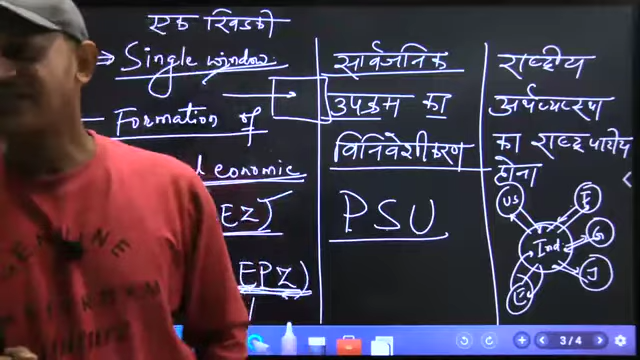 एक खिड़की
⇒ Single window
Formation of
economic
EZ)
EPZ)
सार्वजनिक
उपक्रम का
विनिवेशीकरण
PSU
राष्ट्रीय
अर्थव्यवस्था
का राष्ट्र पारीय
होना
US
Ind
J
3/4
GENUINE